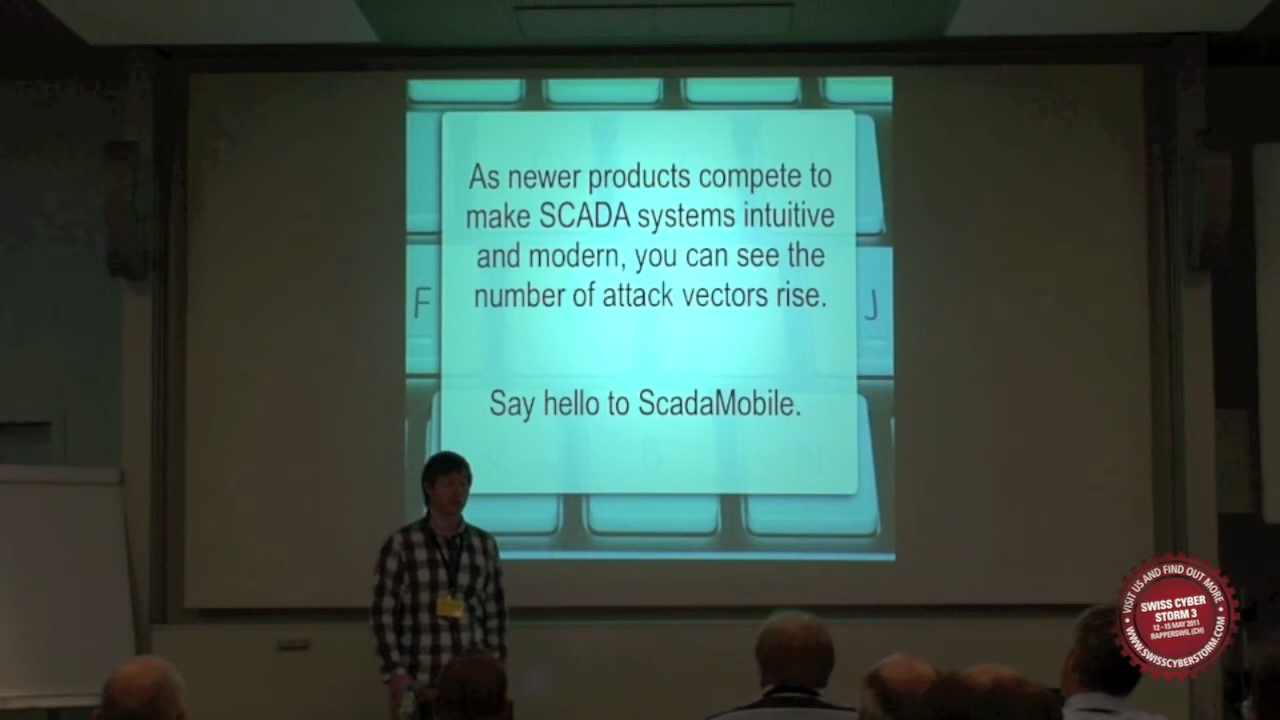 As newer products compete to
make SCADA systems intuitive
and modern, you can see the
number of attack vectors rise.
F
J
Say hello to ScadaMobile.
• VISIT US AND FIND OUT MORE •
SWISS CYBER
STORM 3
12 - 15 MAY 2011
RAPPERSWIL (CH)
WWW.SWISSCYBERSTORM.COM